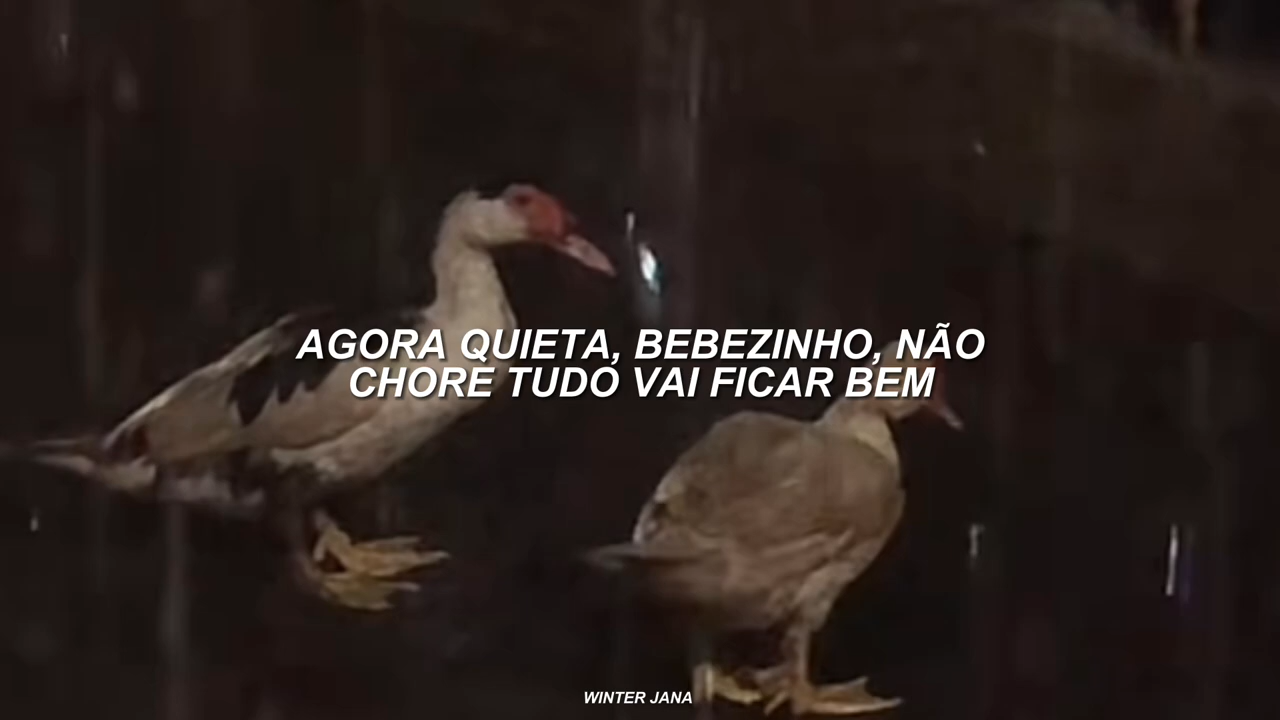 AGORA QUIETA, BEBEZINHO, NÃO
CHORE TUDO VAI FICAR BEM
WINTER JANA